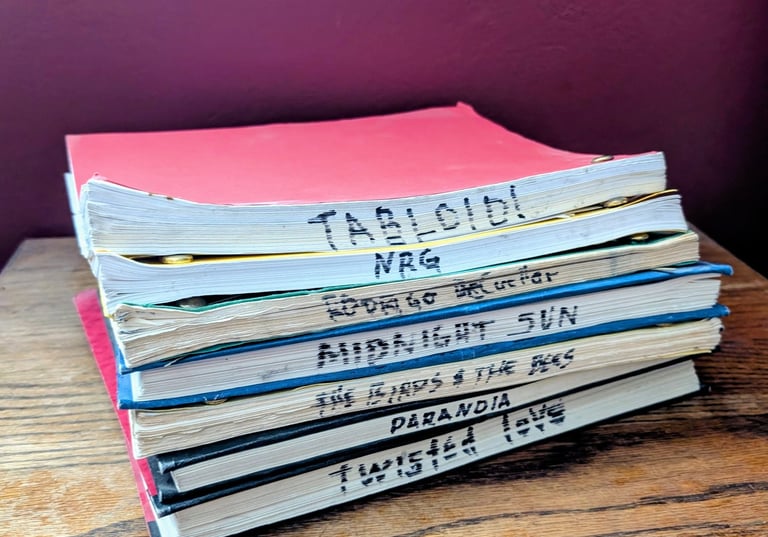 TABLOID!
NRG
MIDNIGHT SUN
THE BIRDS & THE BEES
PARANOIA
TWISTED LOVE